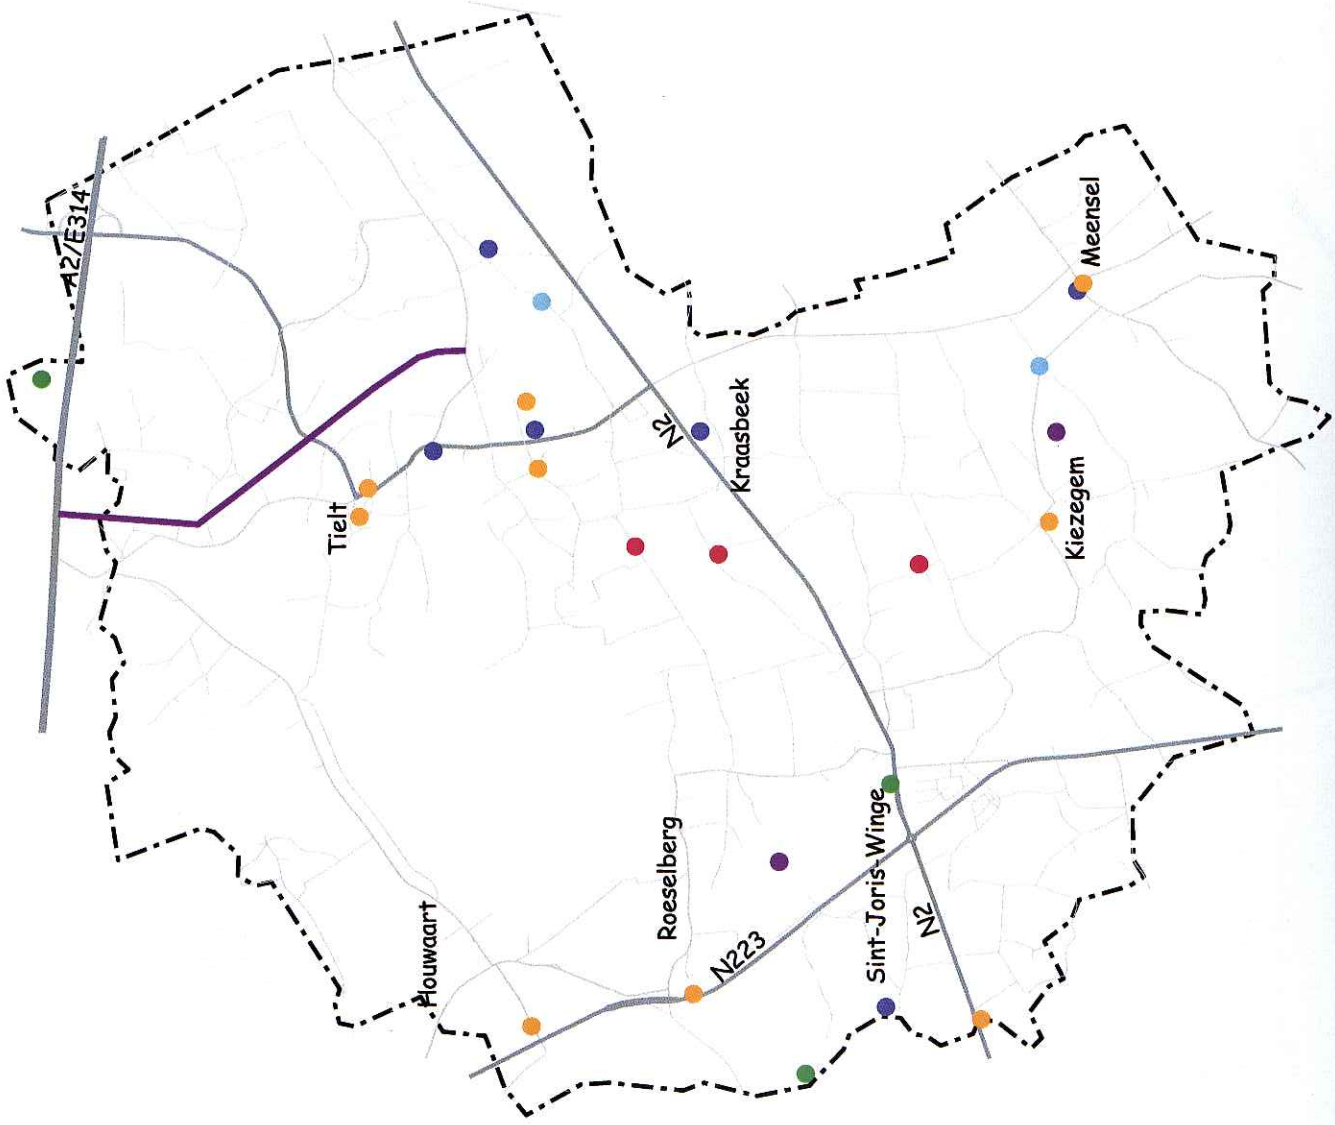 A2/E314
Tielt
N2
Kraasbeek
Meensel
Kiezegem
Houwaart
Roeselberg
N223
Sint-Joris-Winge
N2